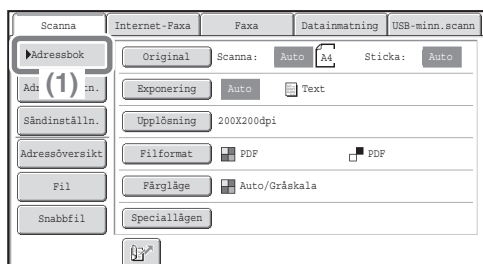 Scanna Internet-Faxa Faxa Datainmatning USB-minn.scann
Adressbok Original Scanna: Auto A4 Sticka: Auto
(1) Exponering Auto Text
Sändinställn. Upplösning 200X200dpi
Adressöversikt Filformat PDF PDF
Fil Färgläge Auto/Gråskala
Snabbfil Speciallägen